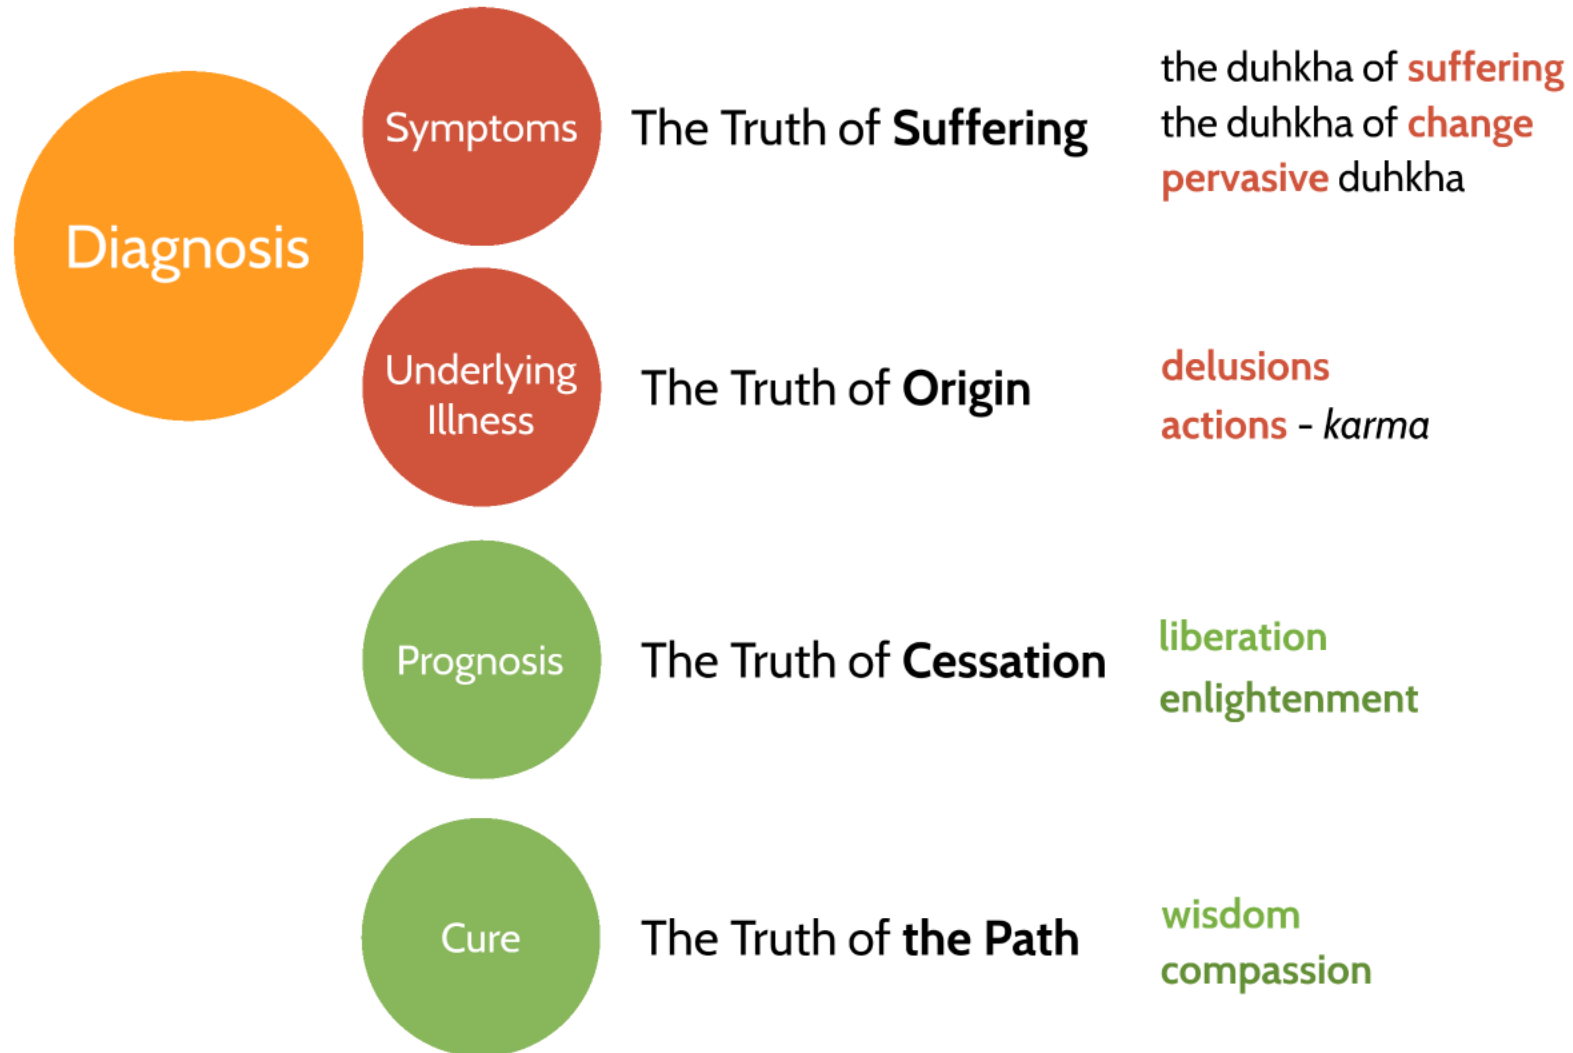 Diagnosis
Symptoms
The Truth of Suffering
the duhkha of suffering
the duhkha of change
pervasive duhkha
Underlying
Illness
The Truth of Origin
delusions
actions - karma
Prognosis
The Truth of Cessation
liberation
enlightenment
Cure
The Truth of the Path
wisdom
compassion